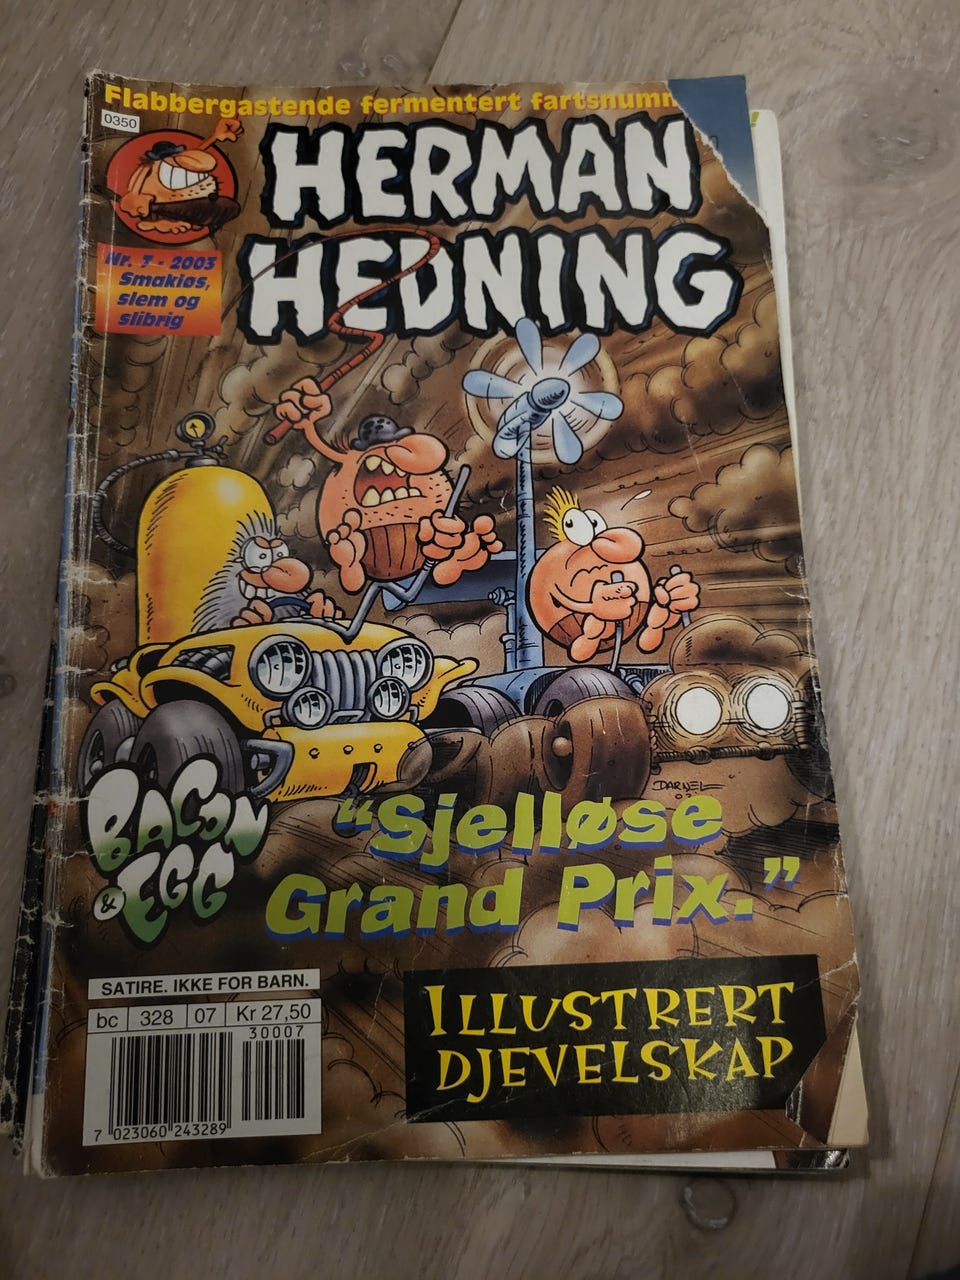 Flabbergastende fermentert fartsnumm
0350
HERMAN
HEDNING
Nr. 7 - 2003
Smakløs,
slem og
slibrig
DARNELL
BACON
& EGG
“Sjelløse
Grand Prix.”
SATIRE. IKKE FOR BARN.
bc 328 07 Kr 27,50
30007
7 023060 243289
ILLUSTRERT
DJEVELSKAP